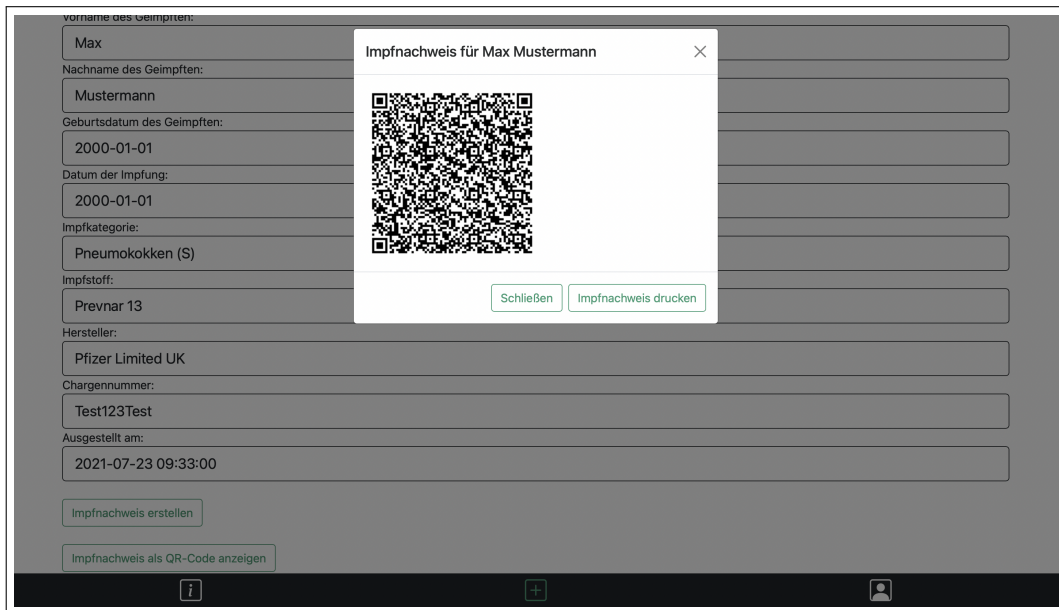 Vorname des Geimpften:
Max
Nachname des Geimpften:
Mustermann
Geburtsdatum des Geimpften:
2000-01-01
Datum der Impfung:
2000-01-01
Impfkategorie:
Pneumokokken (S)
Impfstoff:
Prevnar 13
Hersteller:
Pfizer Limited UK
Chargennummer:
Test123Test
Ausgestellt am:
2021-07-23 09:33:00
Impfnachweis erstellen
Impfnachweis als QR-Code anzeigen
Impfnachweis für Max Mustermann
Schließen
Impfnachweis drucken